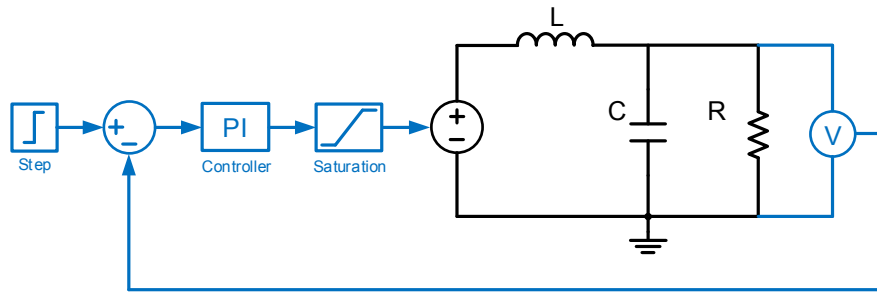 L
C
R
V
+
−
PI
+
−
Step
Controller
Saturation